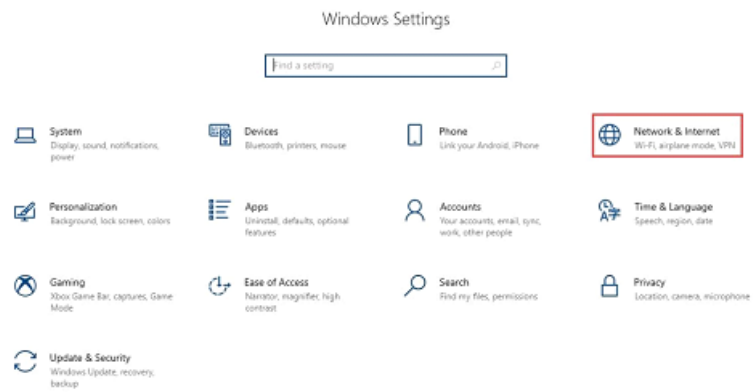 Windows Settings
Find a setting
System
Display, sound, notifications,
power
Devices
Bluetooth, printers, mouse
Phone
Link your Android, iPhone
Network & Internet
Wi-Fi, airplane mode, VPN
Personalization
Background, lock screen, colors
Apps
Uninstall, defaults, optional
features
Accounts
Your accounts, email, sync,
work, other people
Time & Language
Speech, region, date
Gaming
Xbox Game Bar, captures, Game
Mode
Ease of Access
Narrator, magnifier, high
contrast
Search
Find my files, permissions
Privacy
Location, camera, microphone
Update & Security
Windows Update, recovery,
backup